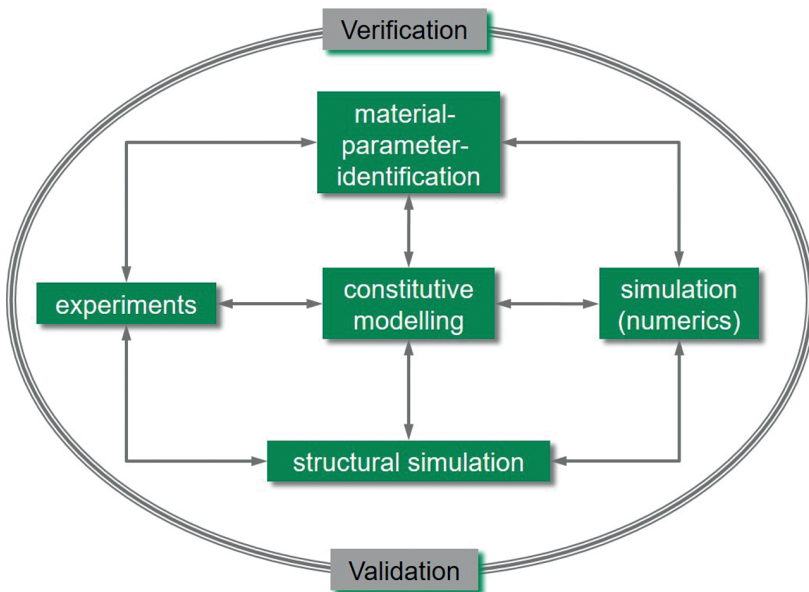 Verification
material-
parameter-
identification
experiments
constitutive
modelling
simulation
(numerics)
structural simulation
Validation